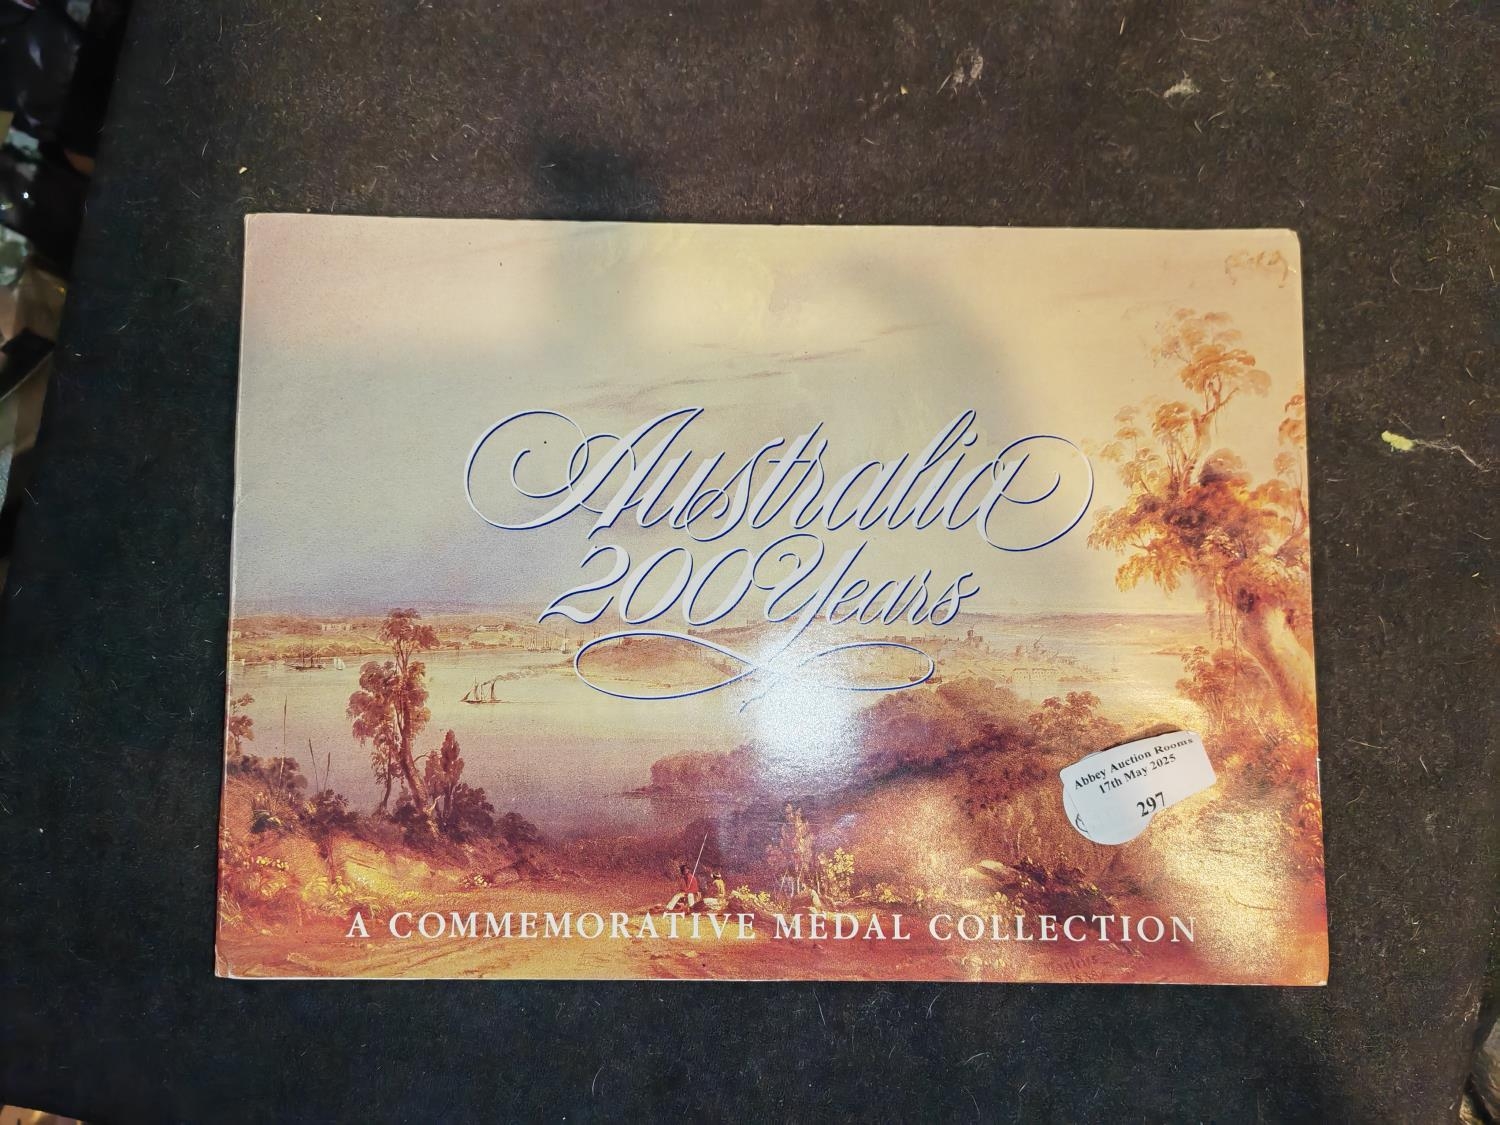 Australia
200 Years
Abbey Auction Rooms
17th May 2025
297
A COMMEMORATIVE MEDAL COLLECTION